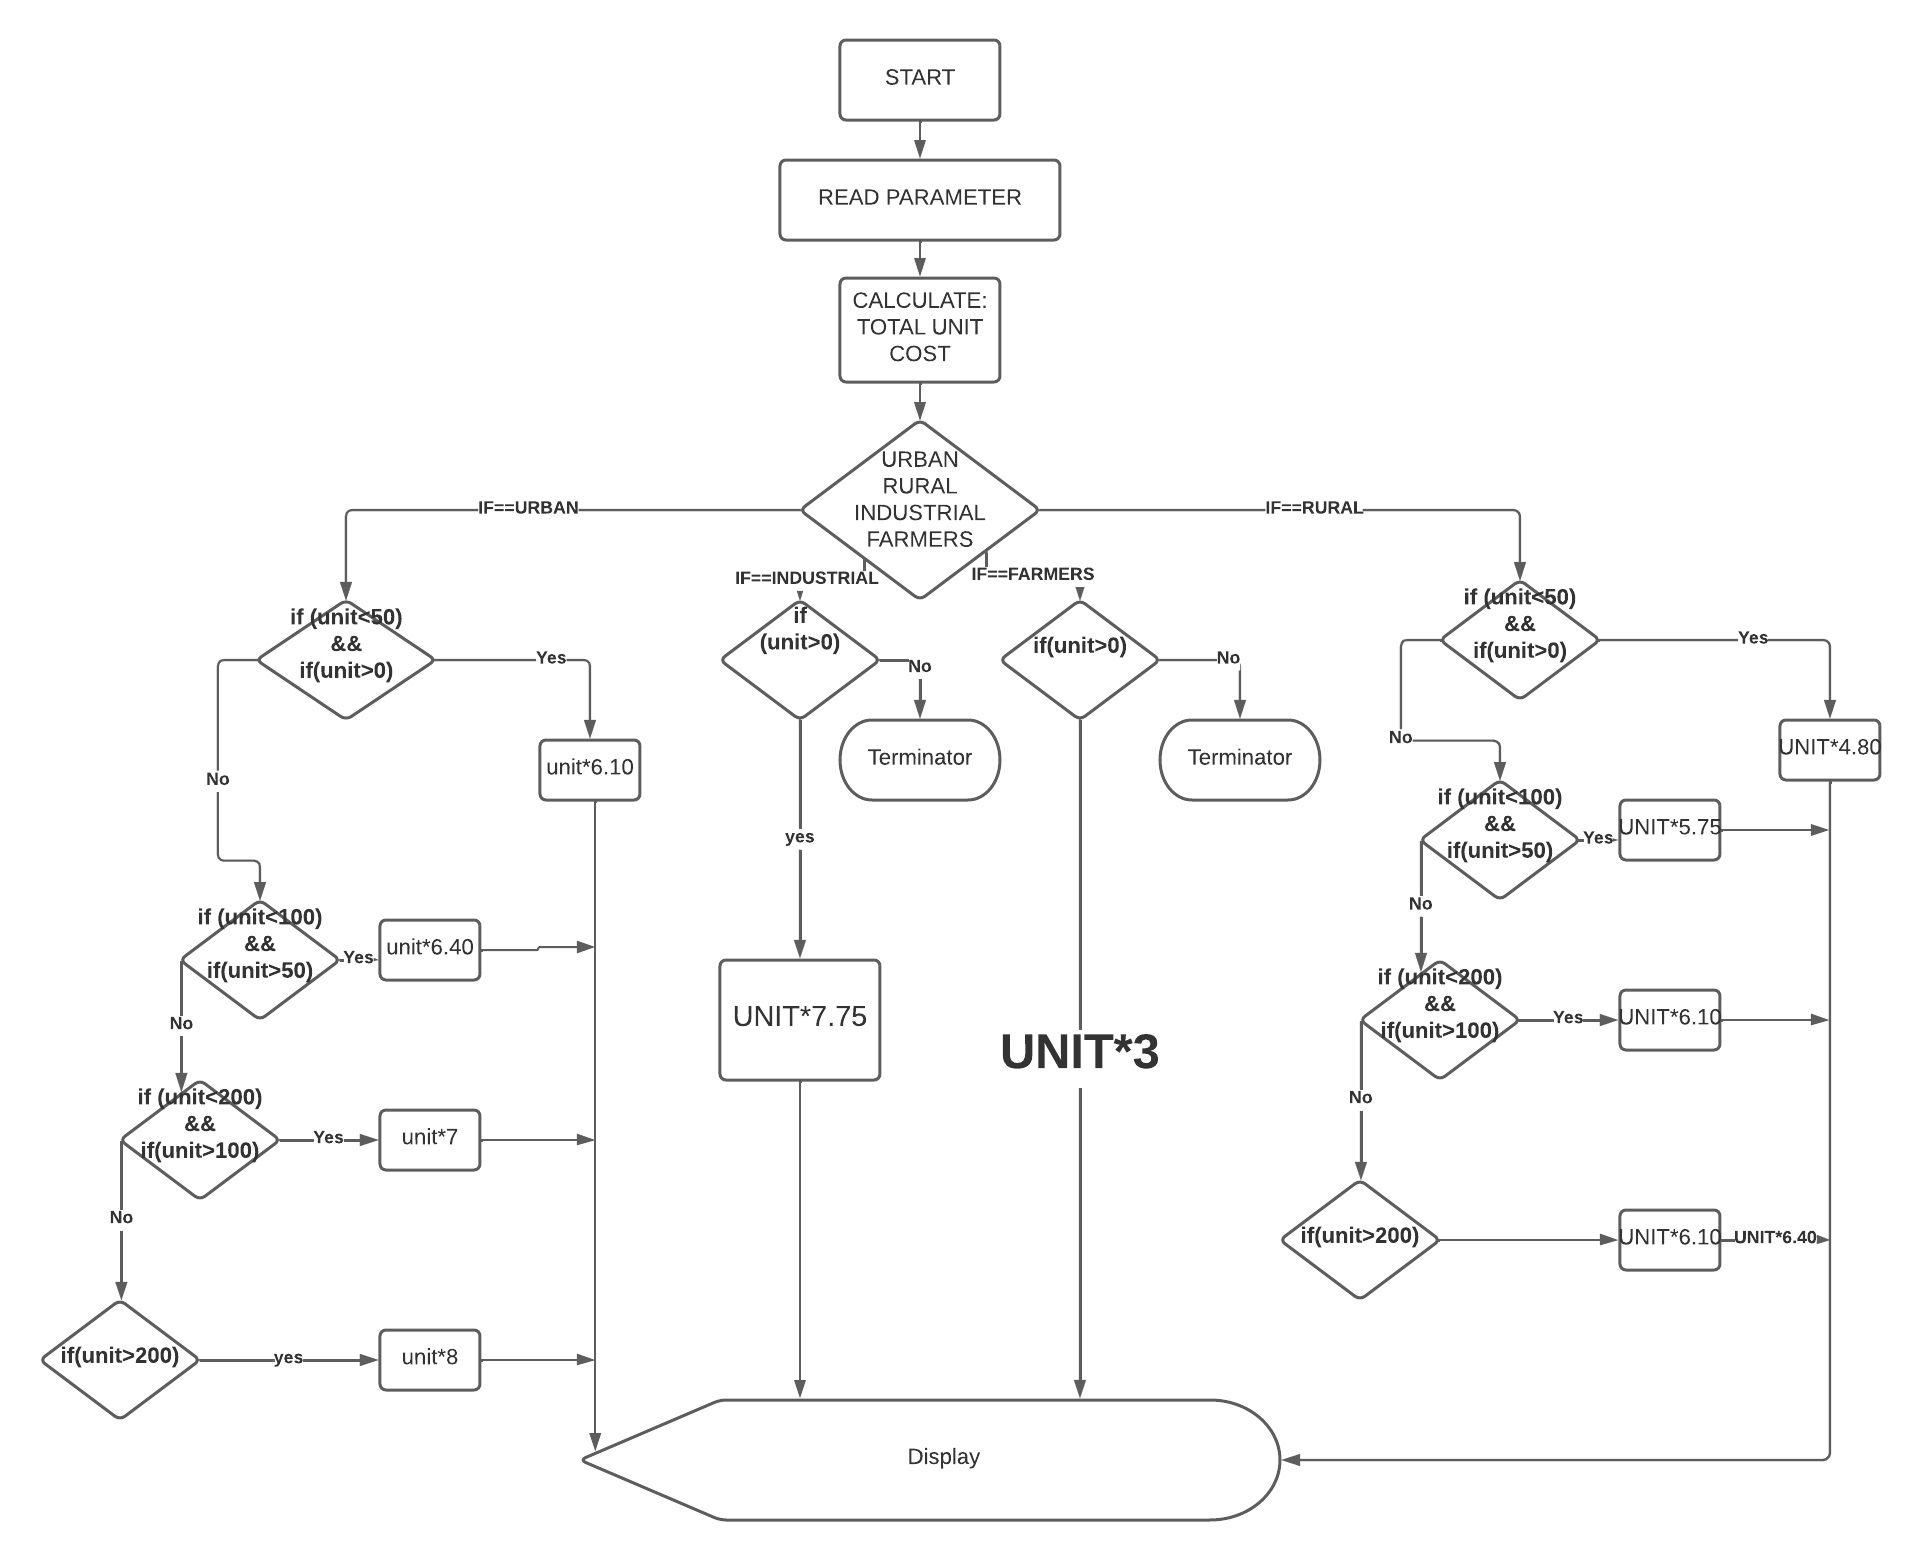 START
READ PARAMETER
CALCULATE:
TOTAL UNIT
COST
URBAN
RURAL
INDUSTRIAL
FARMERS
IF==URBAN
IF==RURAL
IF==INDUSTRIAL
IF==FARMERS
if (unit<50)
&&
if(unit>0)
Yes
No
unit*6.10
if (unit<100)
&&
if(unit>50)
Yes
unit*6.40
No
if (unit<200)
&&
if(unit>100)
Yes
unit*7
No
if(unit>200)
yes
unit*8
if
(unit>0)
No
Terminator
yes
UNIT*7.75
if(unit>0)
No
Terminator
UNIT*3
if (unit<50)
&&
if(unit>0)
Yes
No
UNIT*4.80
if (unit<100)
&&
if(unit>50)
Yes
UNIT*5.75
No
if (unit<200)
&&
if(unit>100)
Yes
UNIT*6.10
No
if(unit>200)
UNIT*6.10
UNIT*6.40
Display